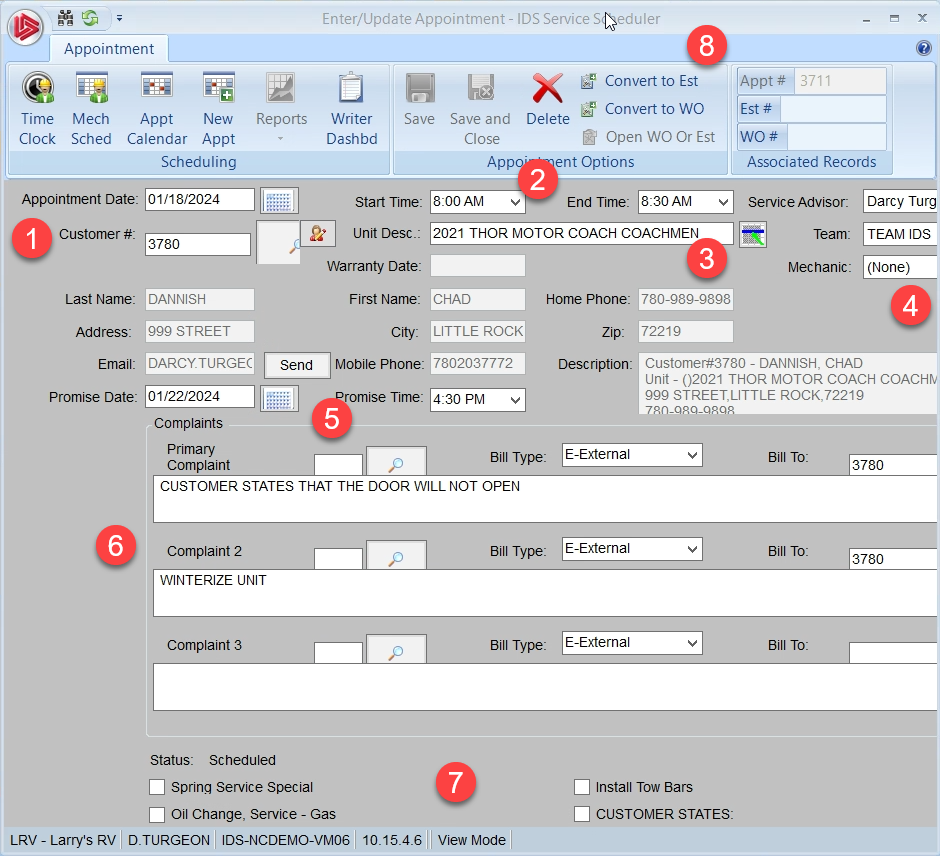 Enter/Update Appointment - IDS Service Scheduler
8
Appointment
Time Clock
Mech Sched
Appt Calendar
New Appt
Reports
Writer Dashbd
Scheduling
Save
Save and Close
Delete
Convert to Est
Convert to WO
Open WO Or Est
Appointment Options
Appt # 3711
Est #
WO #
Associated Records
2
Appointment Date: 01/18/2024
Start Time: 8:00 AM
End Time: 8:30 AM
Service Advisor: Darcy Turg
1
Customer #: 3780
Unit Desc.: 2021 THOR MOTOR COACH COACHMEN
Team: TEAM IDS
3
Warranty Date:
Mechanic: (None)
4
Last Name: DANNISH
First Name: CHAD
Home Phone: 780-989-9898
Address: 999 STREET
City: LITTLE ROCK
Zip: 72219
Email: DARCY.TURGEC
Send
Mobile Phone: 7802037772
Description: Customer#3780 - DANNISH, CHAD
Unit - ()2021 THOR MOTOR COACH COACHM
999 STREET,LITTLE ROCK,72219
780-989-9898
Promise Date: 01/22/2024
Promise Time: 4:30 PM
5
Complaints
Primary
Complaint
Bill Type: E-External
Bill To: 3780
CUSTOMER STATES THAT THE DOOR WILL NOT OPEN
6
Complaint 2
Bill Type: E-External
Bill To: 3780
WINTERIZE UNIT
Complaint 3
Bill Type: E-External
Bill To:
Status: Scheduled
7
Spring Service Special
Install Tow Bars
Oil Change, Service - Gas
CUSTOMER STATES:
LRV - Larry's RV
D.TURGEON
IDS-NCDEMO-VM06
10.15.4.6
View Mode